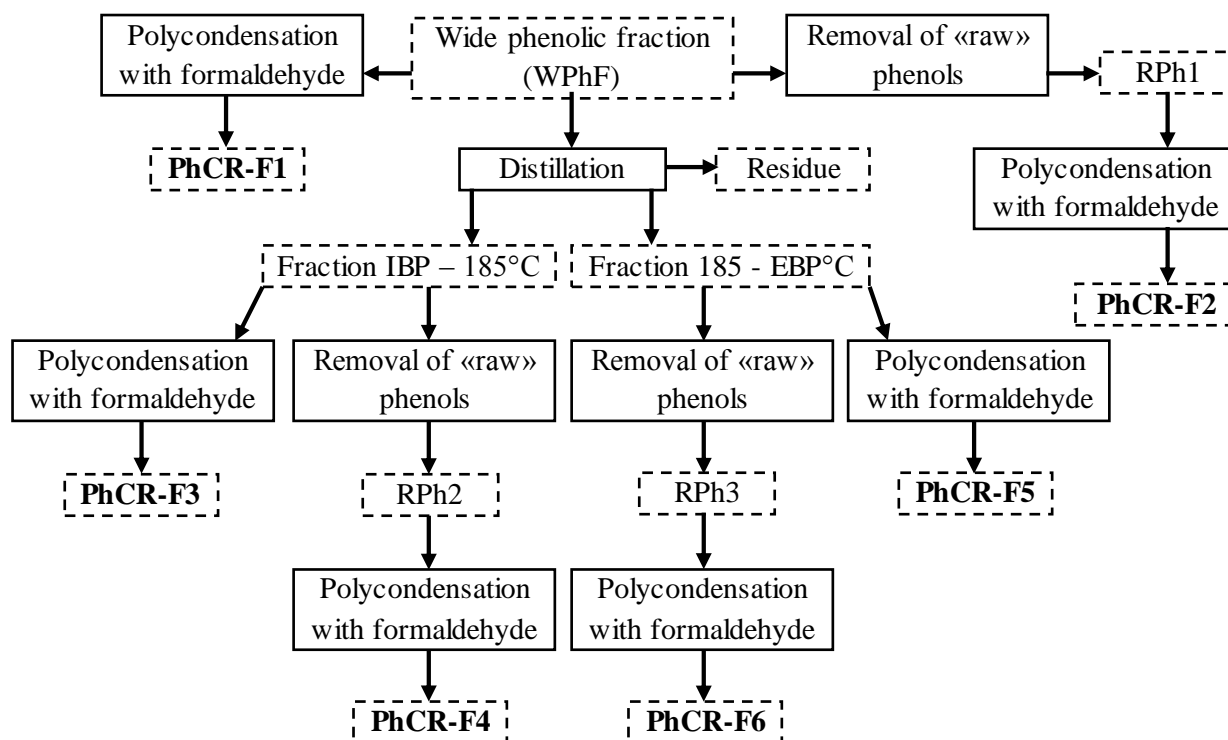 Polycondensation
with formaldehyde
Wide phenolic fraction
(WPhF)
Removal of «raw»
phenols
RPh1
PhCR-F1
Distillation
Residue
Polycondensation
with formaldehyde
Fraction IBP – 185°C
Fraction 185 - EBP°C
PhCR-F2
Polycondensation
with formaldehyde
Removal of «raw»
phenols
Removal of «raw»
phenols
Polycondensation
with formaldehyde
PhCR-F3
RPh2
RPh3
PhCR-F5
Polycondensation
with formaldehyde
Polycondensation
with formaldehyde
PhCR-F4
PhCR-F6